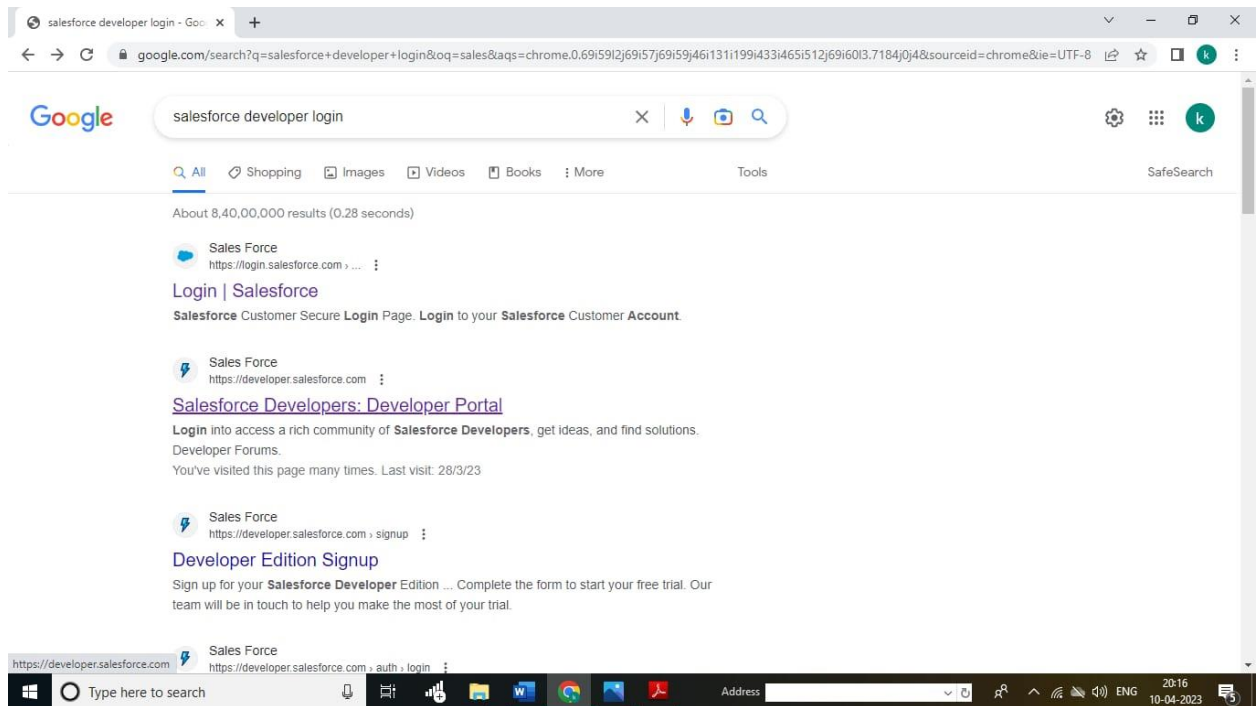 salesforce developer login - Goo
google.com/search?q=salesforce+developer+login&oq=sales&aqs=chrome.0.69i59l2j69i57j69i59j46i131i199i433i465i512j69i60l3.7184j0j4&sourceid=chrome&ie=UTF-8
k
Google
salesforce developer login
k
All Shopping Images Videos Books More Tools SafeSearch
About 8,40,00,000 results (0.28 seconds)
Sales Force
https://login.salesforce.com › ...
Login | Salesforce
Salesforce Customer Secure Login Page. Login to your Salesforce Customer Account.
Sales Force
https://developer.salesforce.com
Salesforce Developers: Developer Portal
Login into access a rich community of Salesforce Developers, get ideas, and find solutions.
Developer Forums.
You've visited this page many times. Last visit: 28/3/23
Sales Force
https://developer.salesforce.com › signup
Developer Edition Signup
Sign up for your Salesforce Developer Edition ... Complete the form to start your free trial. Our
team will be in touch to help you make the most of your trial.
Sales Force
https://developer.salesforce.com › auth › login
https://developer.salesforce.com
Type here to search W Address ENG 20:16
10-04-2023 5